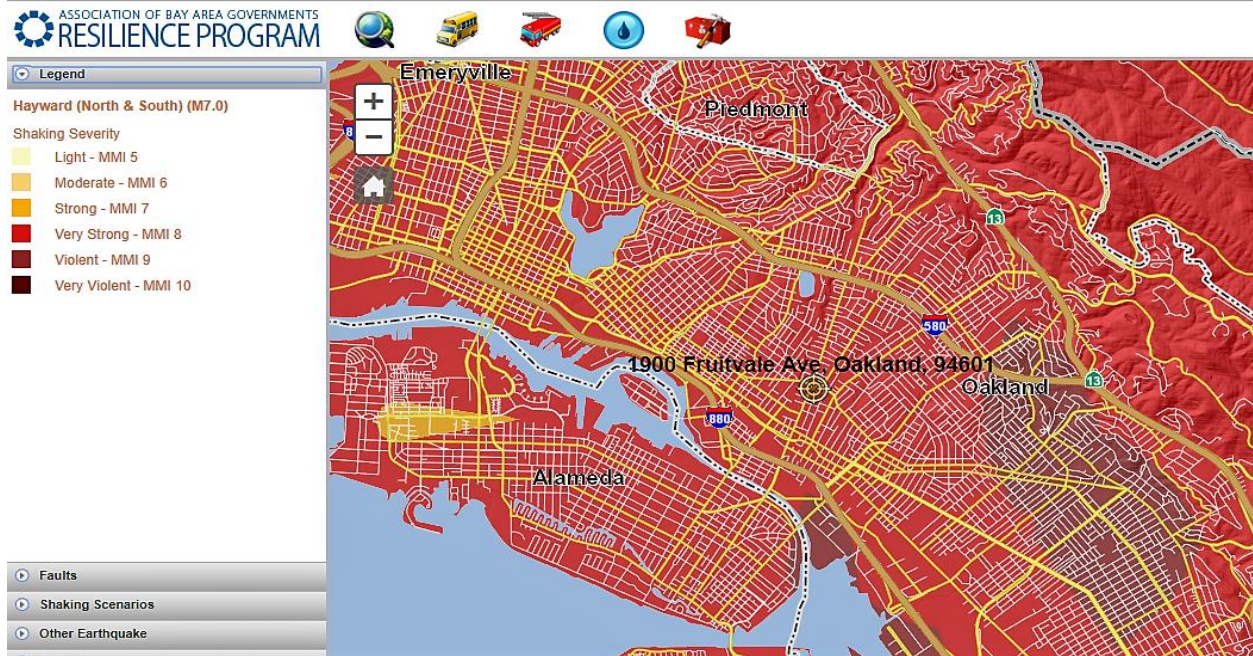 ASSOCIATION OF BAY AREA GOVERNMENTS
RESILIENCE PROGRAM
Legend
Hayward (North & South) (M7.0)
Shaking Severity
Light - MMI 5
Moderate - MMI 6
Strong - MMI 7
Very Strong - MMI 8
Violent - MMI 9
Very Violent - MMI 10
Faults
Shaking Scenarios
Other Earthquake
+
−
Emeryville
8
Piedmont
13
580
1900 Fruitvale Ave, Oakland, 94601
Oakland
13
880
Alameda